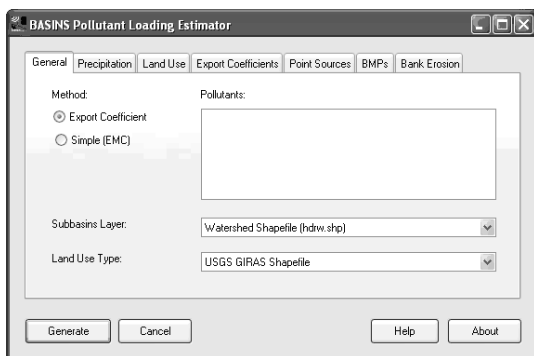 BASINS Pollutant Loading Estimator
General Precipitation Land Use Export Coefficients Point Sources BMPs Bank Erosion
Method: Pollutants:
Export Coefficient
Simple (EMC)
Subbasins Layer: Watershed Shapefile (hdrw.shp)
Land Use Type: USGS GIRAS Shapefile
Generate Cancel Help About